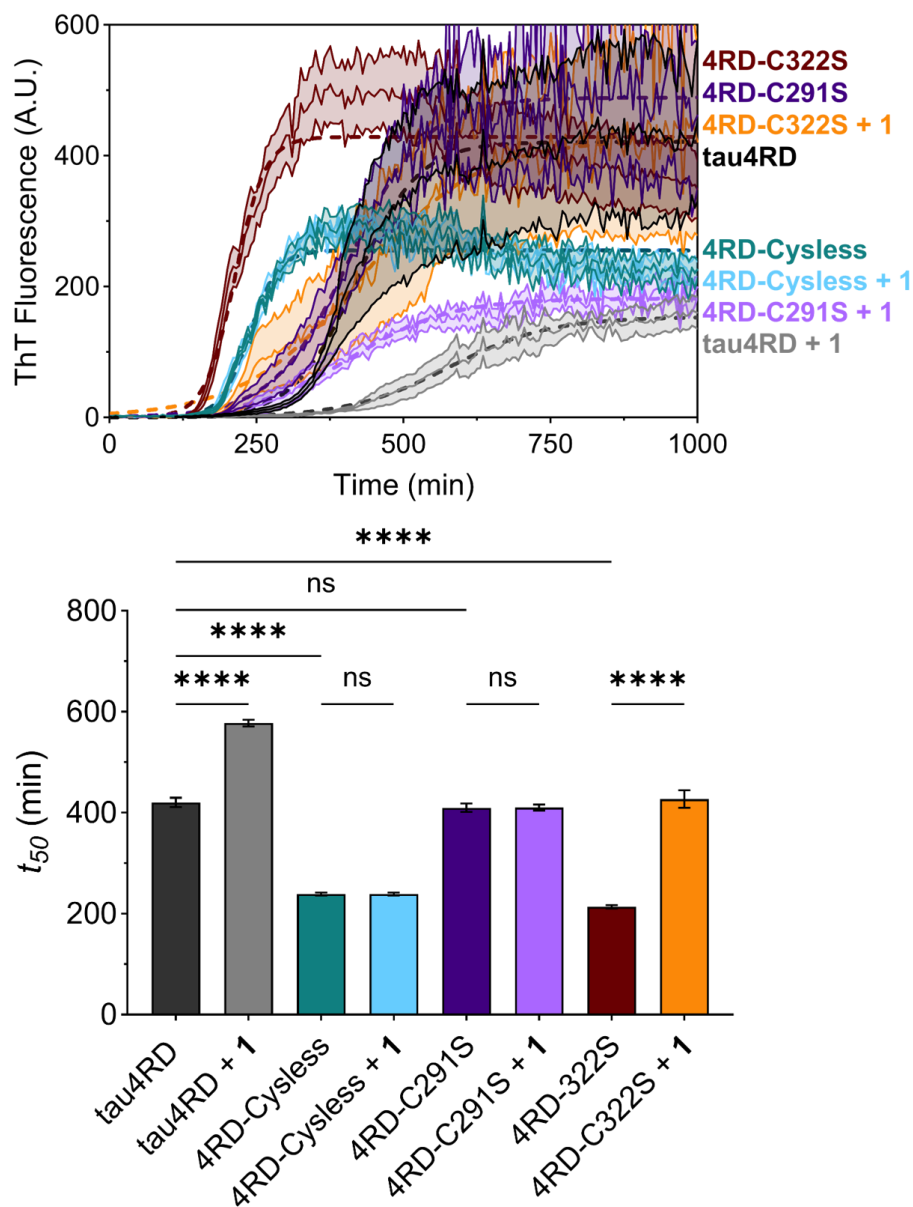 600
400
200
0
ThT Fluorescence (A.U.)
0
250
500
750
1000
Time (min)
4RD-C322S
4RD-C291S
4RD-C322S + 1
tau4RD
4RD-Cysless
4RD-Cysless + 1
4RD-C291S + 1
tau4RD + 1
****
ns
****
****
ns
ns
****
800
600
400
200
0
t50 (min)
tau4RD
tau4RD + 1
4RD-Cysless
4RD-Cysless + 1
4RD-C291S
4RD-C291S + 1
4RD-322S
4RD-C322S + 1